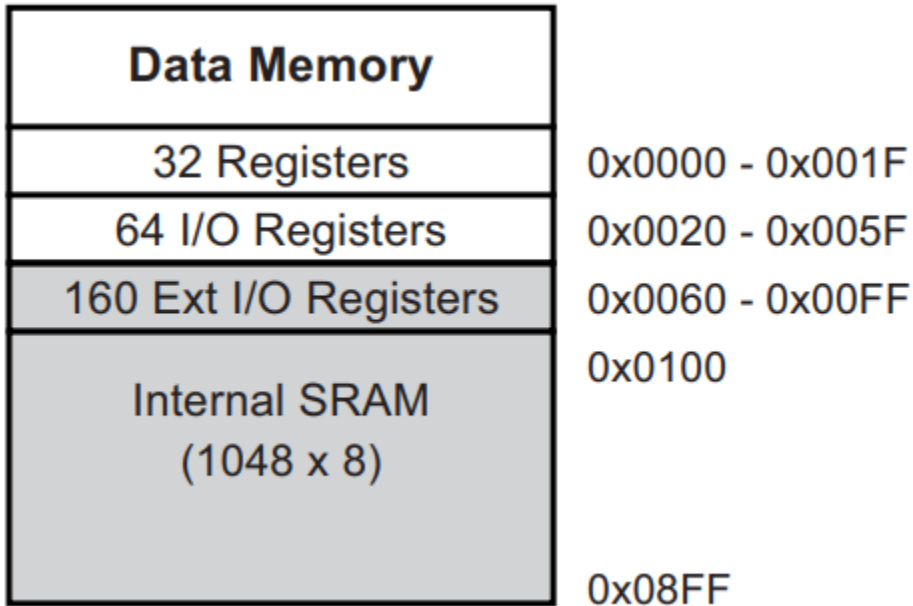 Data Memory
32 Registers 0x0000 - 0x001F
64 I/O Registers 0x0020 - 0x005F
160 Ext I/O Registers 0x0060 - 0x00FF
0x0100
Internal SRAM
(1048 x 8)
0x08FF